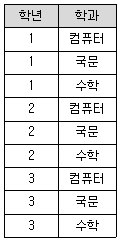 학년 학과
1 컴퓨터
1 국문
1 수학
2 컴퓨터
2 국문
2 수학
3 컴퓨터
3 국문
3 수학